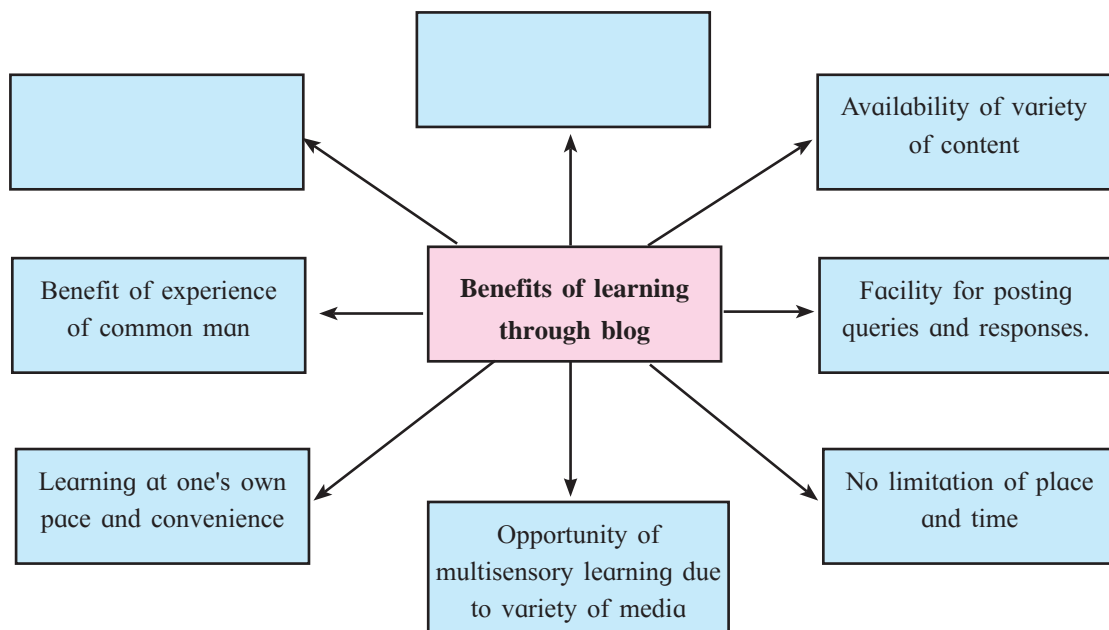 Availability of variety
of content
Benefit of experience
of common man
Benefits of learning
through blog
Facility for posting
queries and responses.
Learning at one's own
pace and convenience
Opportunity of
multisensory learning due
to variety of media
No limitation of place
and time